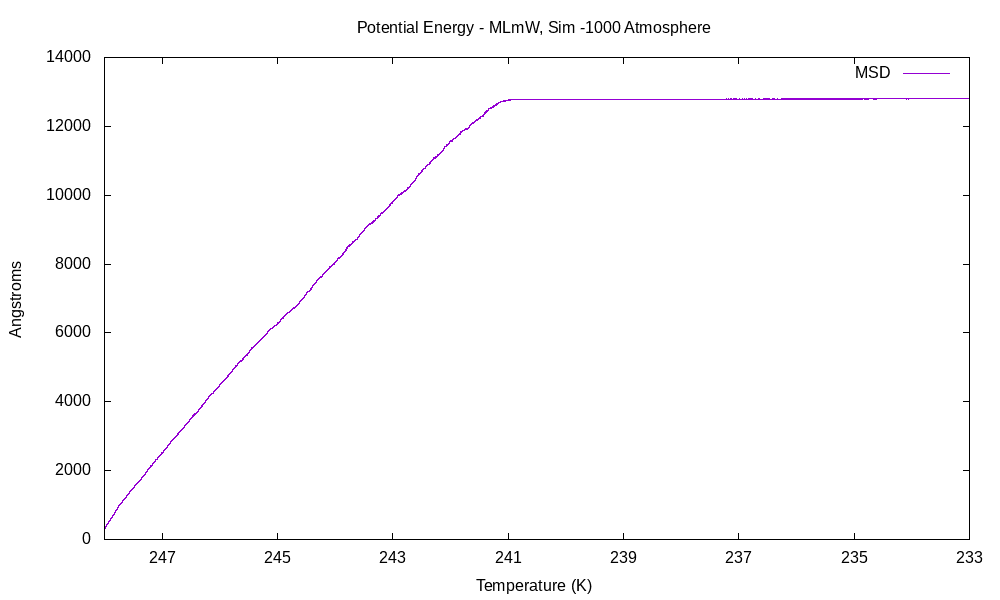 Potential Energy - MLmW, Sim -1000 Atmosphere
MSD
14000
12000
10000
8000
6000
4000
2000
0
Angstroms
247 245 243 241 239 237 235 233
Temperature (K)